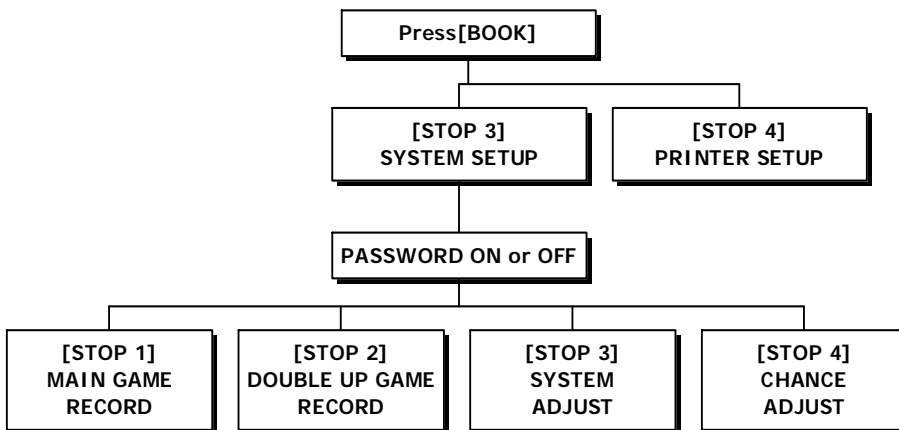 Press[BOOK]
[STOP 3]
SYSTEM SETUP
[STOP 4]
PRINTER SETUP
PASSWORD ON or OFF
[STOP 1]
MAIN GAME
RECORD
[STOP 2]
DOUBLE UP GAME
RECORD
[STOP 3]
SYSTEM
ADJUST
[STOP 4]
CHANCE
ADJUST